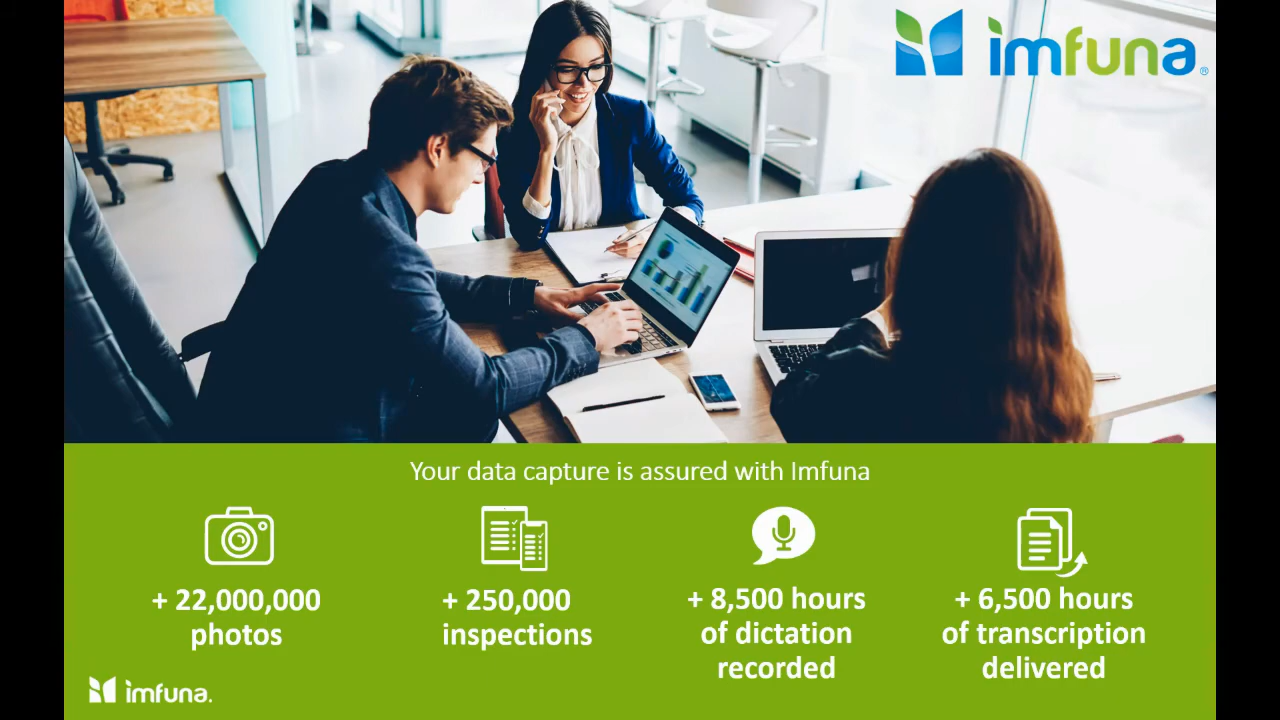 imfuna®
Your data capture is assured with Imfuna
+ 22,000,000
photos
+ 250,000
inspections
+ 8,500 hours
of dictation
recorded
+ 6,500 hours
of transcription
delivered
imfuna.